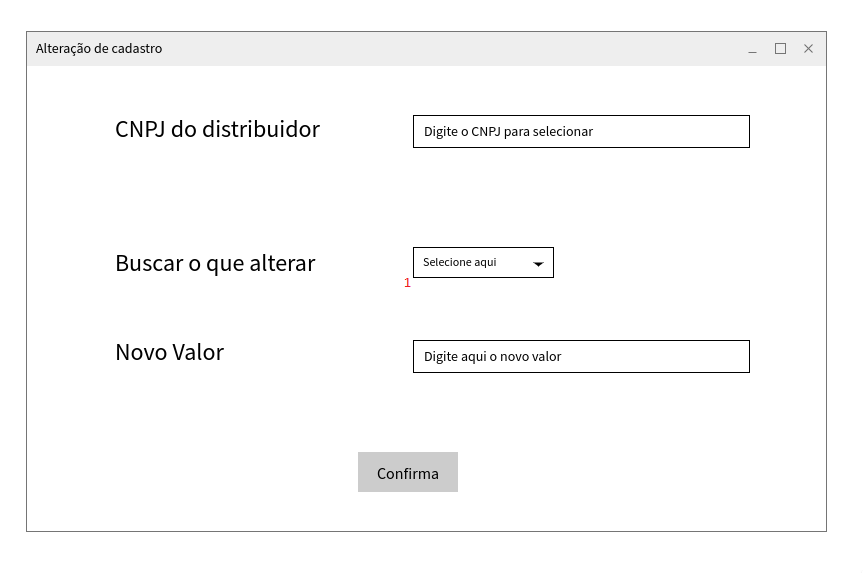 Alteração de cadastro
CNPJ do distribuidor
Digite o CNPJ para selecionar
Buscar o que alterar
Selecione aqui
1
Novo Valor
Digite aqui o novo valor
Confirma